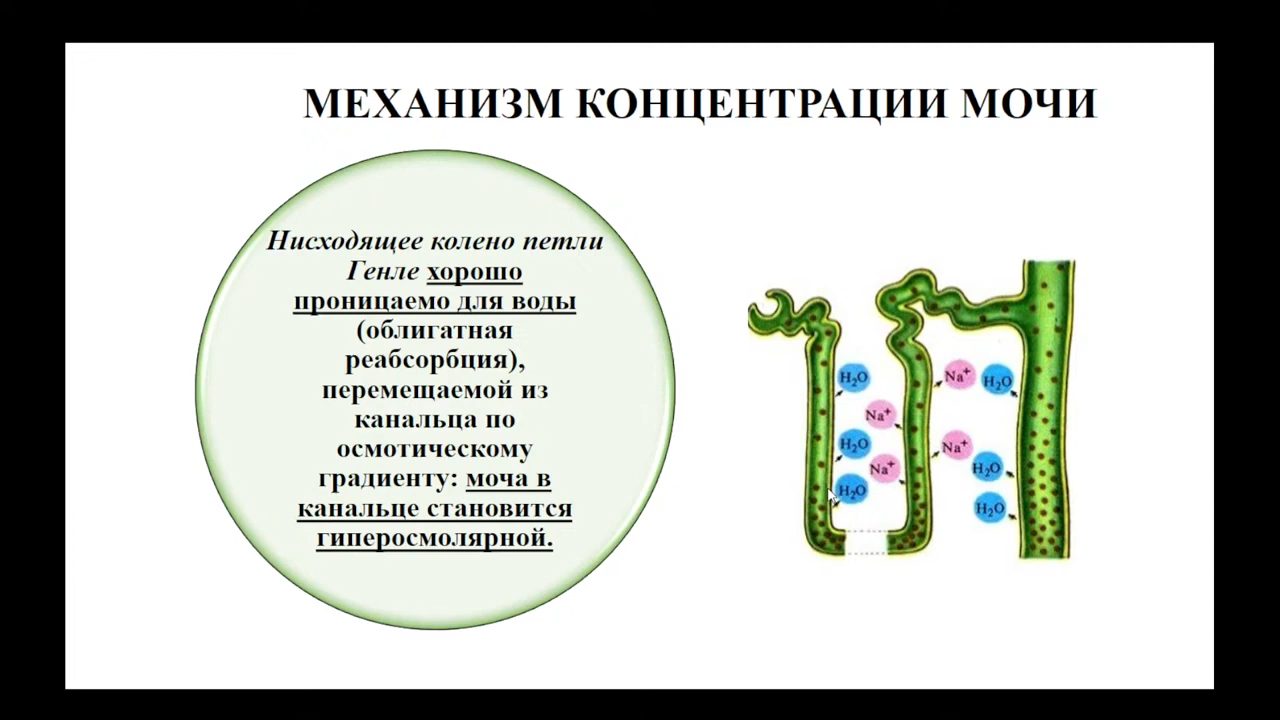 МЕХАНИЗМ КОНЦЕНТРАЦИИ МОЧИ
Нисходящее колено петли
Генле хорошо
проницаемо для воды
(облигатная
реабсорбция),
перемещаемой из
канальца по
осмотическому
градиенту: моча в
канальце становится
гиперосмолярной.
H₂O
Na⁺
H₂O
Na⁺
H₂O
Na⁺
H₂O
Na⁺
H₂O
H₂O